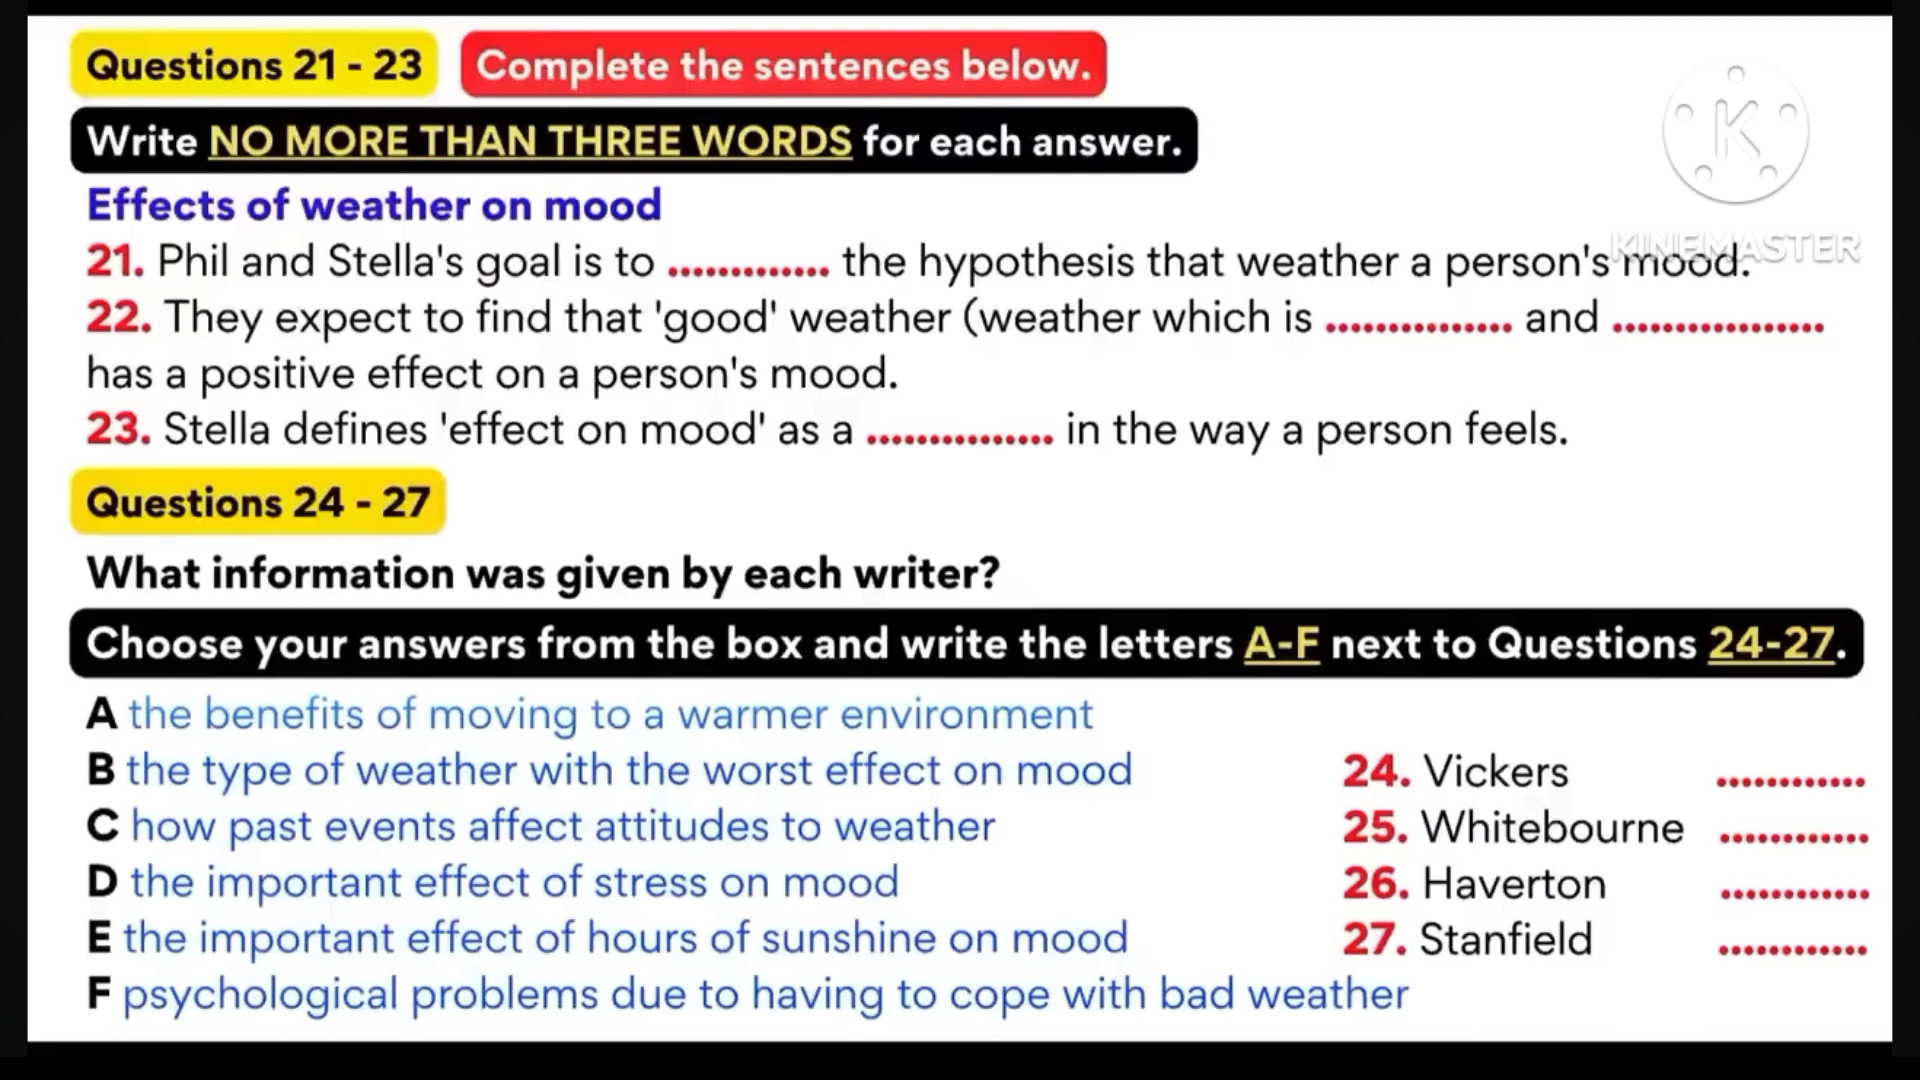 Questions 21 - 23 Complete the sentences below.
Write NO MORE THAN THREE WORDS for each answer.
Effects of weather on mood
21. Phil and Stella's goal is to ............. the hypothesis that weather a person's mood.
KINEMASTER
22. They expect to find that 'good' weather (weather which is ............... and .................
has a positive effect on a person's mood.
23. Stella defines 'effect on mood' as a ............... in the way a person feels.
Questions 24 - 27
What information was given by each writer?
Choose your answers from the box and write the letters A-F next to Questions 24-27.
A the benefits of moving to a warmer environment
B the type of weather with the worst effect on mood
C how past events affect attitudes to weather
D the important effect of stress on mood
E the important effect of hours of sunshine on mood
F psychological problems due to having to cope with bad weather
24. Vickers ............
25. Whitebourne ............
26. Haverton ............
27. Stanfield ............